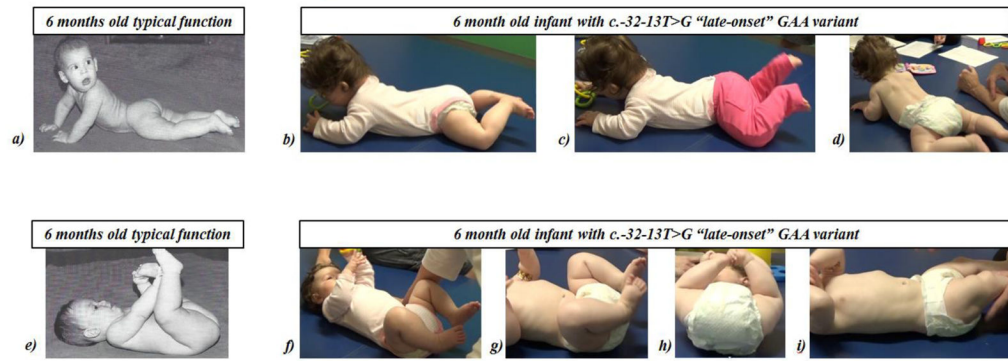 6 months old typical function
6 month old infant with c.-32-13T>G “late-onset” GAA variant
a)
b)
c)
d)
6 months old typical function
6 month old infant with c.-32-13T>G “late-onset” GAA variant
e)
f)
g)
h)
i)